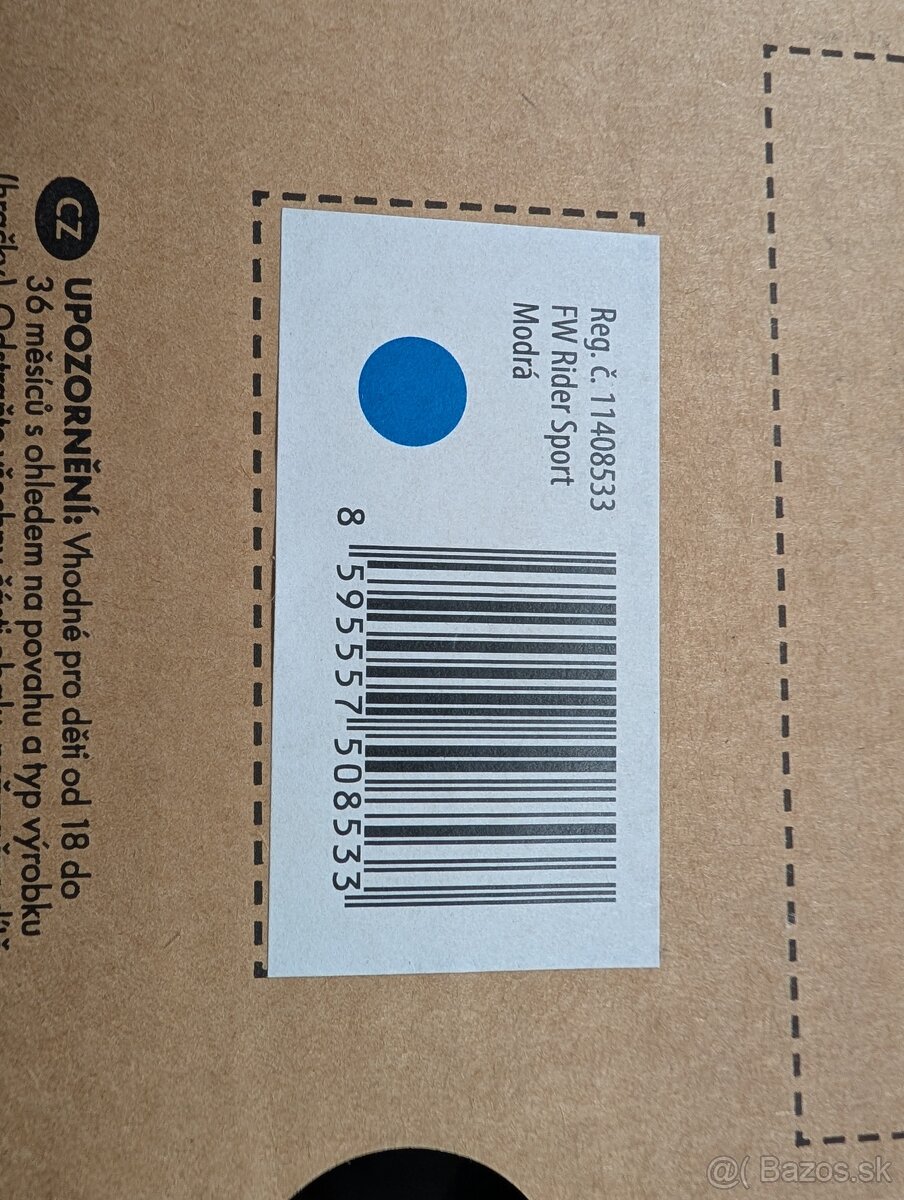 Reg. č. 11408533
FW Rider Sport
Modrá
8 595557 508533
CZ
UPOZORNĚNÍ: Vhodné pro děti od 18 do
36 měsíců s ohledem na povahu a typ výrobku
@( Bazos.sk